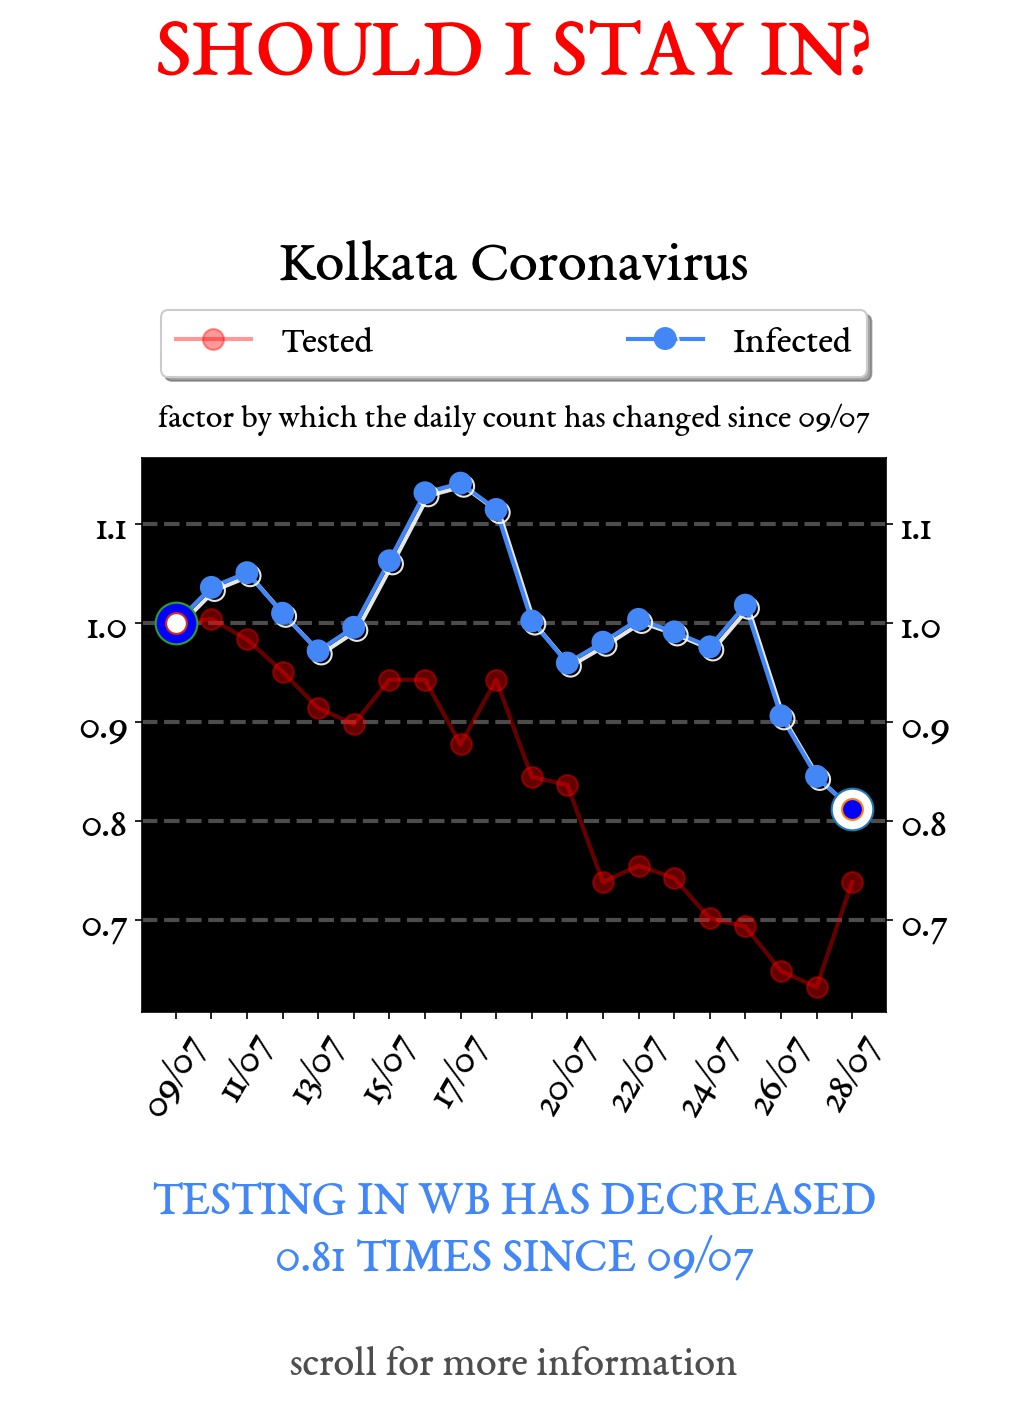 SHOULD I STAY IN?
Kolkata Coronavirus
Tested Infected
factor by which the daily count has changed since 09/07
1.1 1.1
1.0 1.0
0.9 0.9
0.8 0.8
0.7 0.7
09/07 11/07 13/07 15/07 17/07 20/07 22/07 24/07 26/07 28/07
TESTING IN WB HAS DECREASED
0.81 TIMES SINCE 09/07
scroll for more information